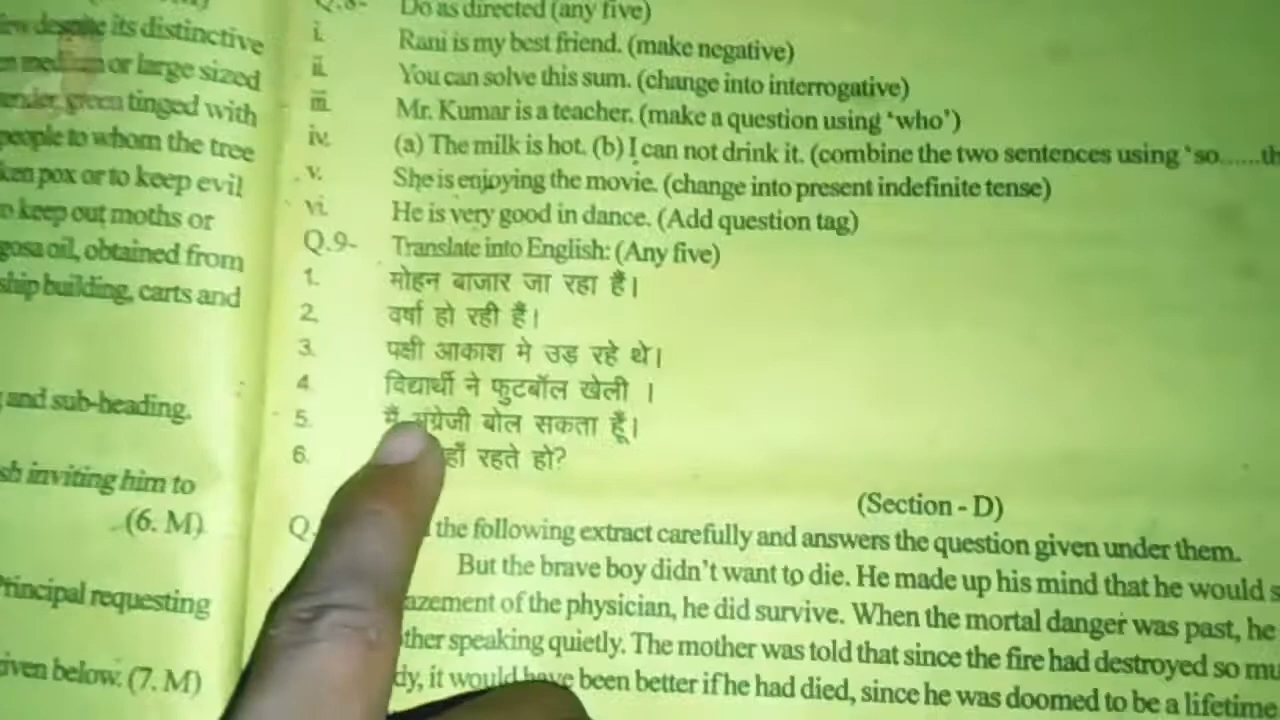 despite its distinctive
or large sized
green tinged with
people to whom the tree
pox or to keep evil
keep out moths or
oil, obtained from
ship building, carts and
and sub-heading.
inviting him to
(6. M)
Principal requesting
given below. (7. M)
Q.8- Do as directed (any five)
i. Rani is my best friend. (make negative)
ii. You can solve this sum. (change into interrogative)
iii. Mr. Kumar is a teacher. (make a question using ‘who’)
iv. (a) The milk is hot. (b) I can not drink it. (combine the two sentences using ‘so......th
v. She is enjoying the movie. (change into present indefinite tense)
vi. He is very good in dance. (Add question tag)
Q.9- Translate into English: (Any five)
1. मोहन बाजार जा रहा हैं।
2. वर्षा हो रही हैं।
3. पक्षी आकाश मे उड़ रहे थे।
4. विद्यार्थी ने फुटबॉल खेली ।
5. मैं अंग्रेजी बोल सकता हूँ।
6. रहते हो?
(Section - D)
Q. the following extract carefully and answers the question given under them.
But the brave boy didn’t want to die. He made up his mind that he would s
azement of the physician, he did survive. When the mortal danger was past, he
ther speaking quietly. The mother was told that since the fire had destroyed so mu
dy, it would have been better if he had died, since he was doomed to be a lifetime